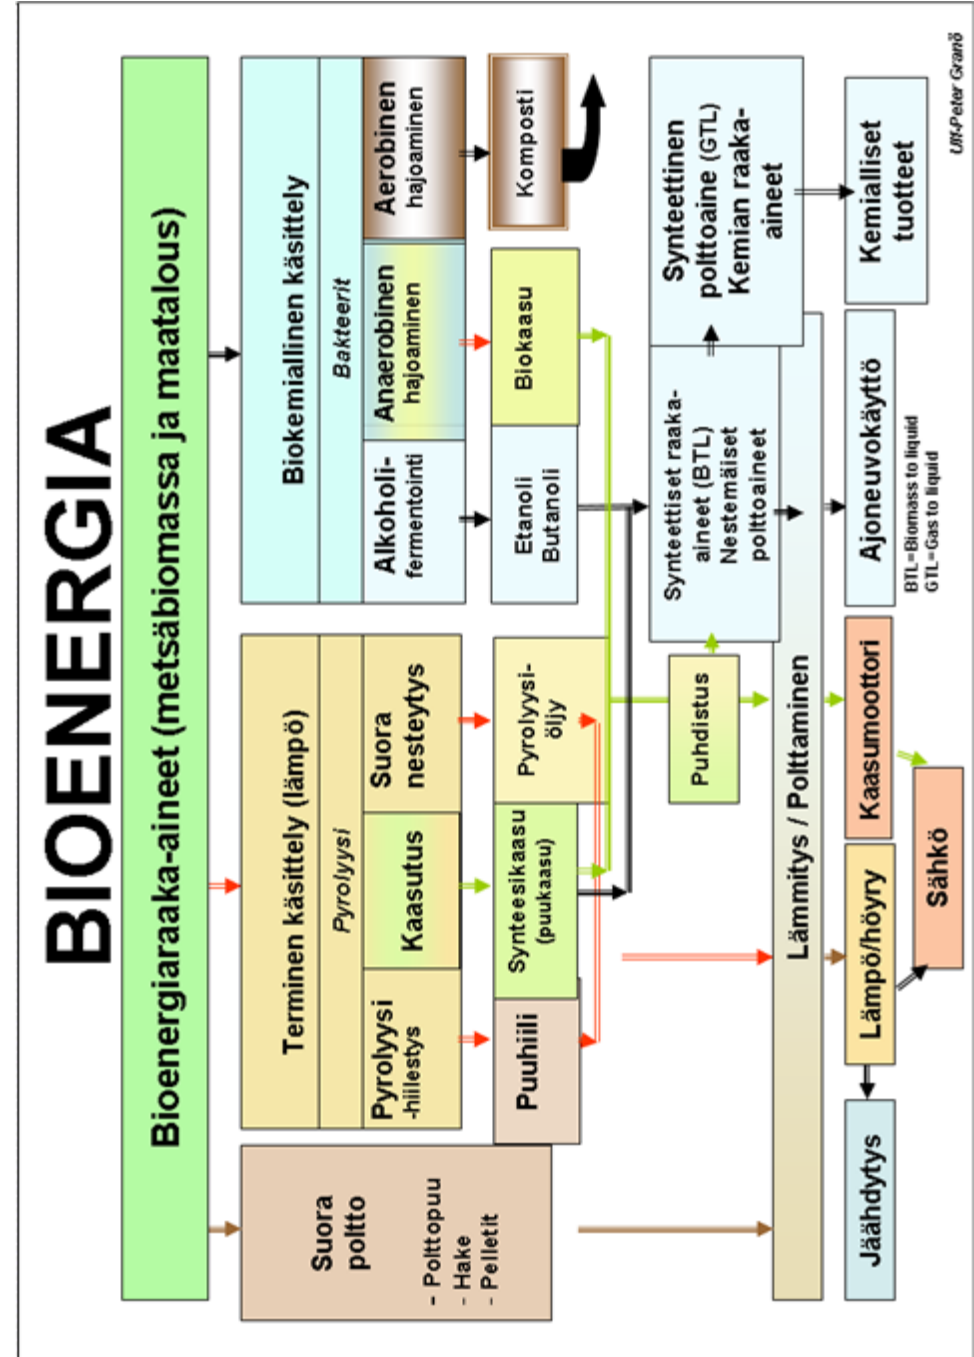 BIOENERGIA
Bioenergiaraaka-aineet (metsäbiomassa ja maatalous)
Suora
poltto
- Polttopuu
- Hake
- Pelletit
Terminen käsittely (lämpö)
Pyrolyysi
Pyrolyysi
-hiilestys
Kaasutus
Suora
nesteytys
Biokemiallinen käsittely
Bakteerit
Alkoholi-
fermentointi
Anaerobinen
hajoaminen
Aerobinen
hajoaminen
Puuhiili
Synteesikaasu
(puukaasu)
Pyrolyysi-
öljy
Etanoli
Butanoli
Biokaasu
Komposti
Puhdistus
Synteettiset raaka-
aineet (BTL)
Nestemäiset
polttoaineet
Synteettinen
polttoaine (GTL)
Kemian raaka-
aineet
Lämmitys / Polttaminen
Jäähdytys
Lämpö/höyry
Kaasumoottori
Ajoneuvokäyttö
Kemialliset
tuotteet
Sähkö
BTL=Biomass to liquid
GTL=Gas to liquid
Ulf-Peter Granö